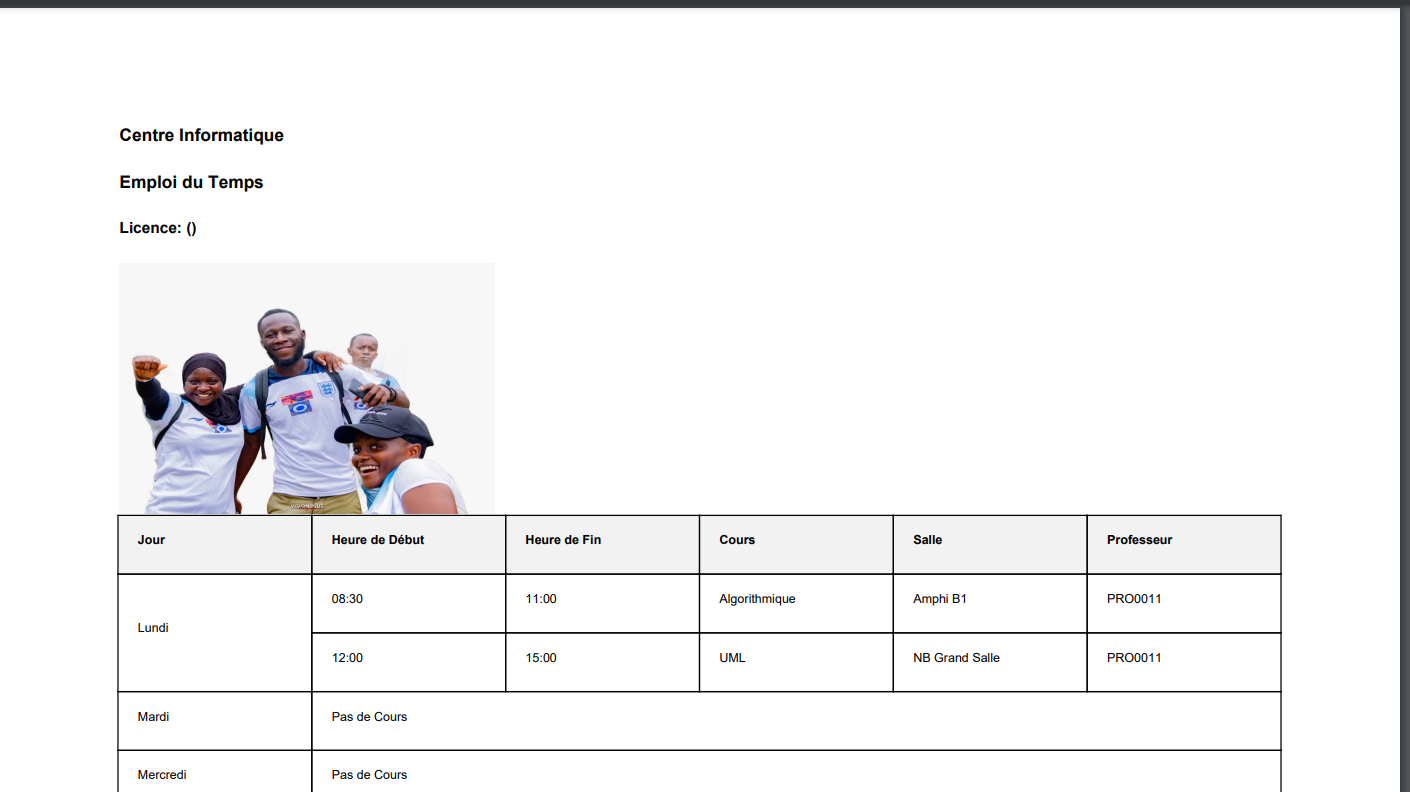 Centre Informatique
Emploi du Temps
Licence: ()
VISION PLUS
Jour Heure de Début Heure de Fin Cours Salle Professeur
Lundi 08:30 11:00 Algorithmique Amphi B1 PRO0011
12:00 15:00 UML NB Grand Salle PRO0011
Mardi Pas de Cours
Mercredi Pas de Cours